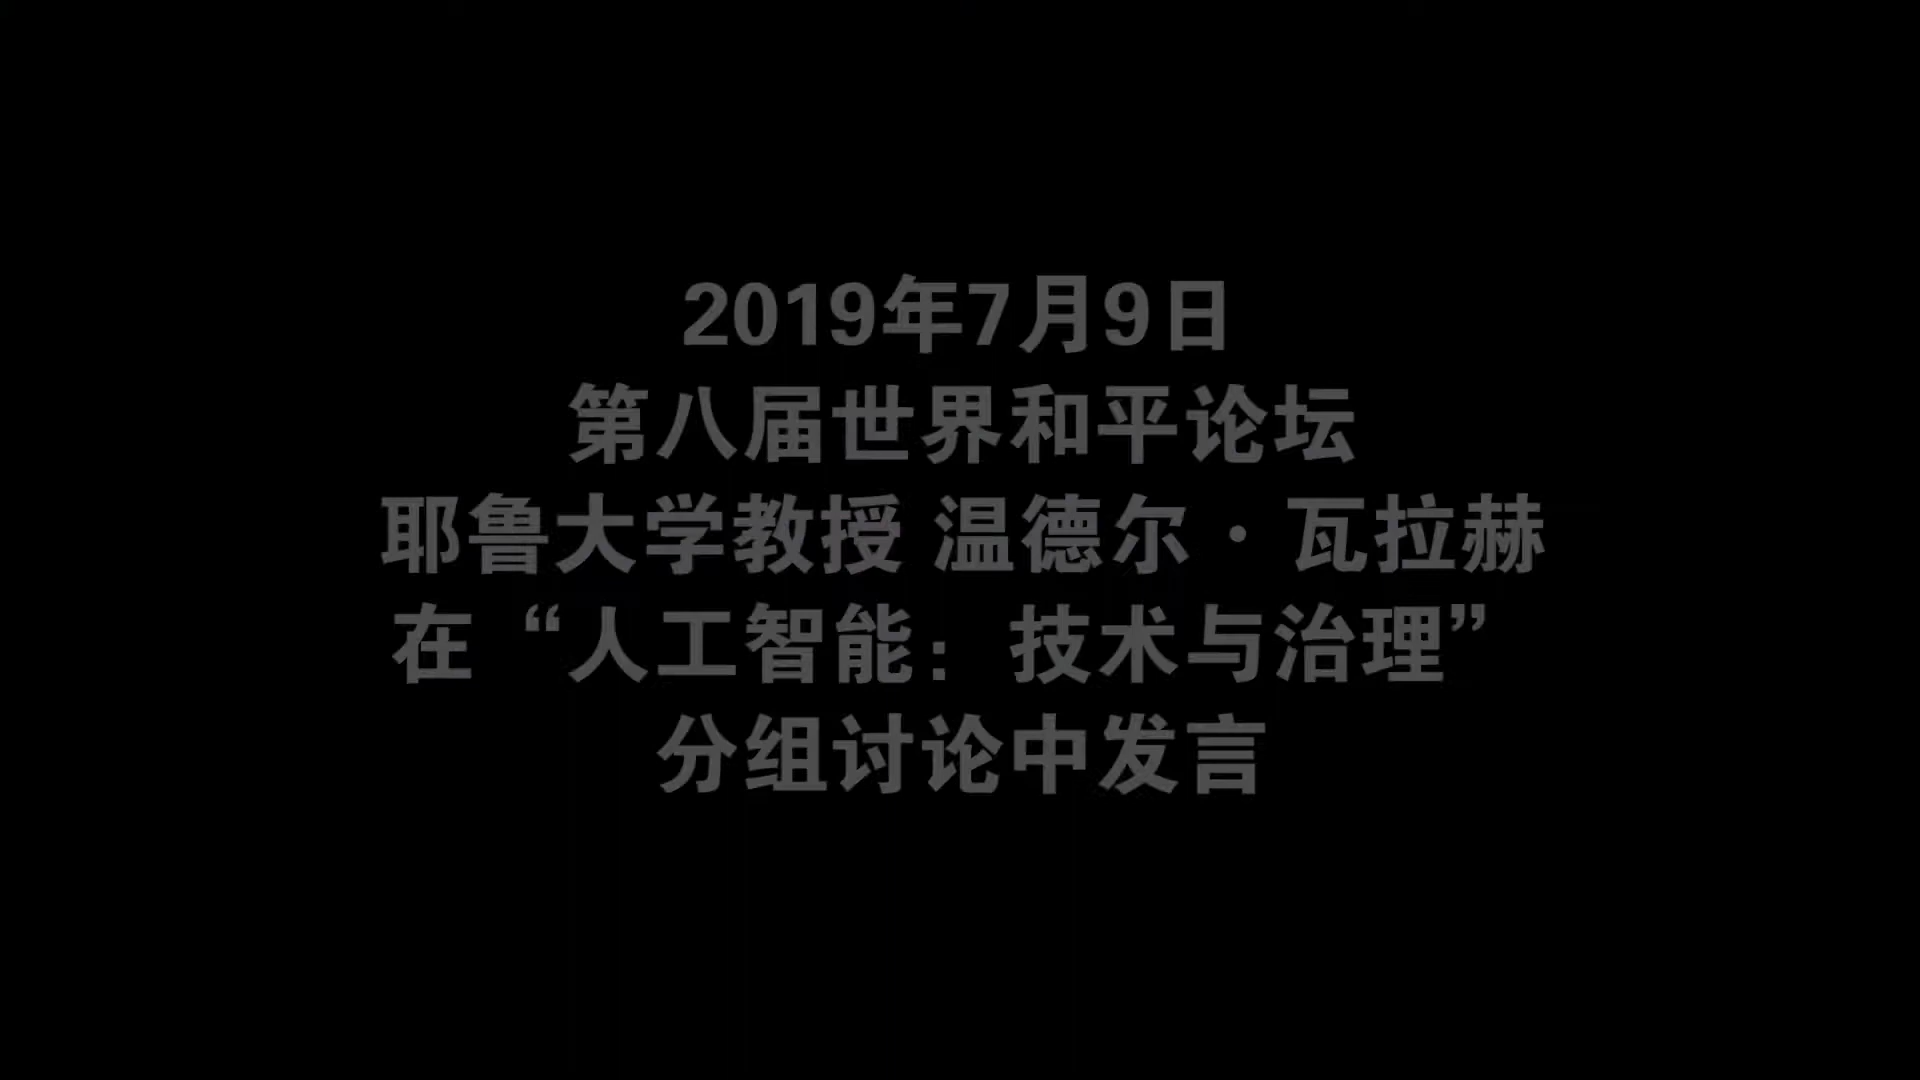 2019年7月9日
第八届世界和平论坛
耶鲁大学教授 温德尔·瓦拉赫
在“人工智能：技术与治理”
分组讨论中发言